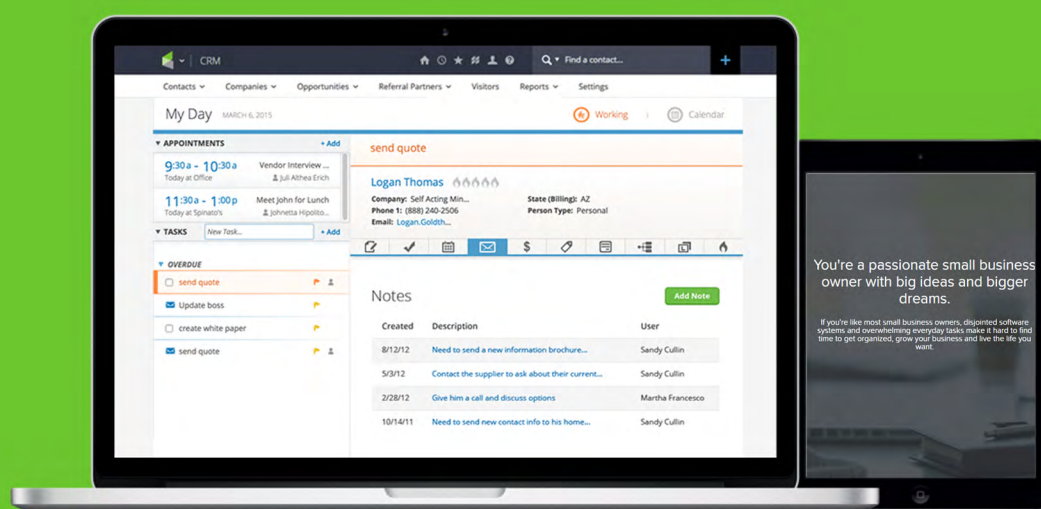 CRM
Find a contact...
+
Contacts Companies Opportunities Referral Partners Visitors Reports Settings
My Day MARCH 6, 2015
Working
Calendar
APPOINTMENTS + Add
9:30a - 10:30a Vendor Interview ...
Today at Office Juli Althea Erich
11:30a - 1:00p Meet John for Lunch
Today at Spinato's Johnetta Hipolito...
TASKS New Task... + Add
OVERDUE
send quote
Update boss
create white paper
send quote
send quote
Logan Thomas
Company: Self Acting Min...
Phone 1: (888) 240-2506
Email: Logan.Goldth...
State (Billing): AZ
Person Type: Personal
$
Notes
Add Note
Created Description User
8/12/12 Need to send a new information brochure... Sandy Cullin
5/3/12 Contact the supplier to ask about their current... Sandy Cullin
2/28/12 Give him a call and discuss options Martha Francesco
10/14/11 Need to send new contact info to his home... Sandy Cullin
You're a passionate small business
owner with big ideas and bigger
dreams.
If you're like most small business owners, disjointed software
systems and overwhelming everyday tasks make it hard to find
time to get organized, grow your business and live the life you
want.